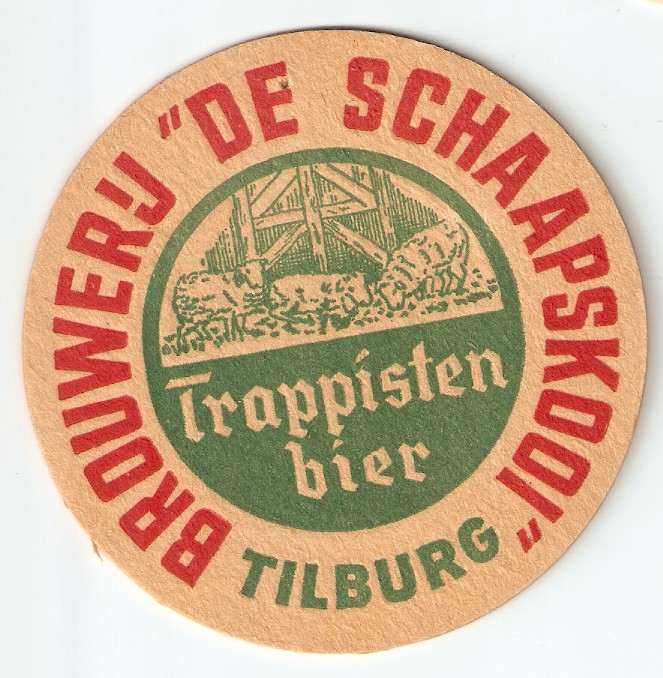 BROUWERIJ "DE SCHAAPSKOOI"
Trappisten
bier
TILBURG